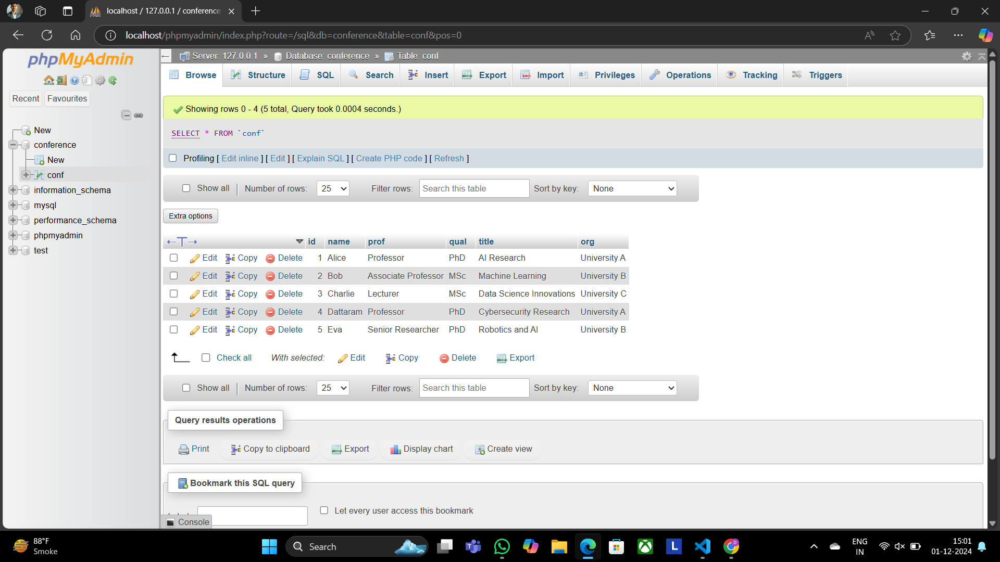 localhost / 127.0.0.1 / conference
localhost/phpmyadmin/index.php?route=/sql&db=conference&table=conf&pos=0
phpMyAdmin
Recent Favourites
New
conference
New
conf
information_schema
mysql
performance_schema
phpmyadmin
test
Server: 127.0.0.1 » Database: conference » Table: conf
Browse Structure SQL Search Insert Export Import Privileges Operations Tracking Triggers
Showing rows 0 - 4 (5 total, Query took 0.0004 seconds.)
SELECT * FROM `conf`
Profiling [ Edit inline ] [ Edit ] [ Explain SQL ] [ Create PHP code ] [ Refresh ]
Show all Number of rows: 25 Filter rows: Search this table Sort by key: None
Extra options
id name prof qual title org
Edit Copy Delete 1 Alice Professor PhD AI Research University A
Edit Copy Delete 2 Bob Associate Professor MSc Machine Learning University B
Edit Copy Delete 3 Charlie Lecturer MSc Data Science Innovations University C
Edit Copy Delete 4 Dattaram Professor PhD Cybersecurity Research University A
Edit Copy Delete 5 Eva Senior Researcher PhD Robotics and AI University B
Check all With selected: Edit Copy Delete Export
Show all Number of rows: 25 Filter rows: Search this table Sort by key: None
Query results operations
Print Copy to clipboard Export Display chart Create view
Bookmark this SQL query
Let every user access this bookmark
Console
88°F
Smoke
Search
ENG
IN
15:01
01-12-2024